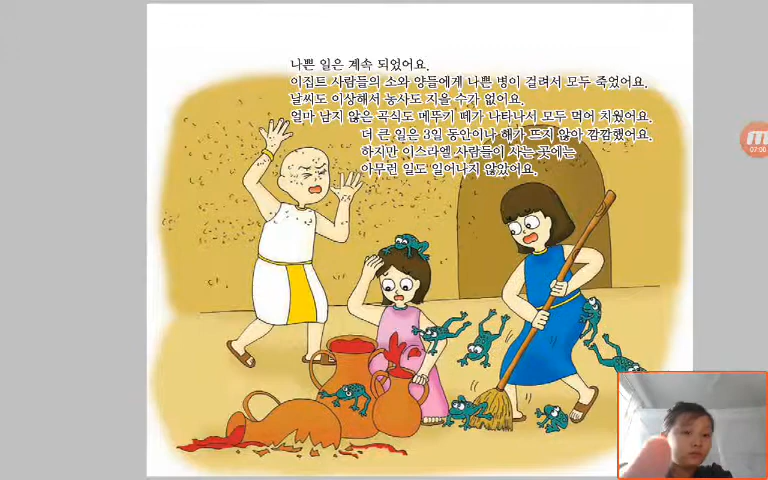 나쁜 일은 계속 되었어요.
이집트 사람들의 소와 양들에게 나쁜 병이 걸려서 모두 죽었어요.
날씨도 이상해서 농사도 지을 수가 없어요.
얼마 남지 않은 곡식도 메뚜기 떼가 나타나서 모두 먹어 치웠어요.
더 큰 일은 3일 동안이나 해가 뜨지 않아 깜깜했어요.
하지만 이스라엘 사람들이 사는 곳에는
아무런 일도 일어나지 않았어요.
M
07:00